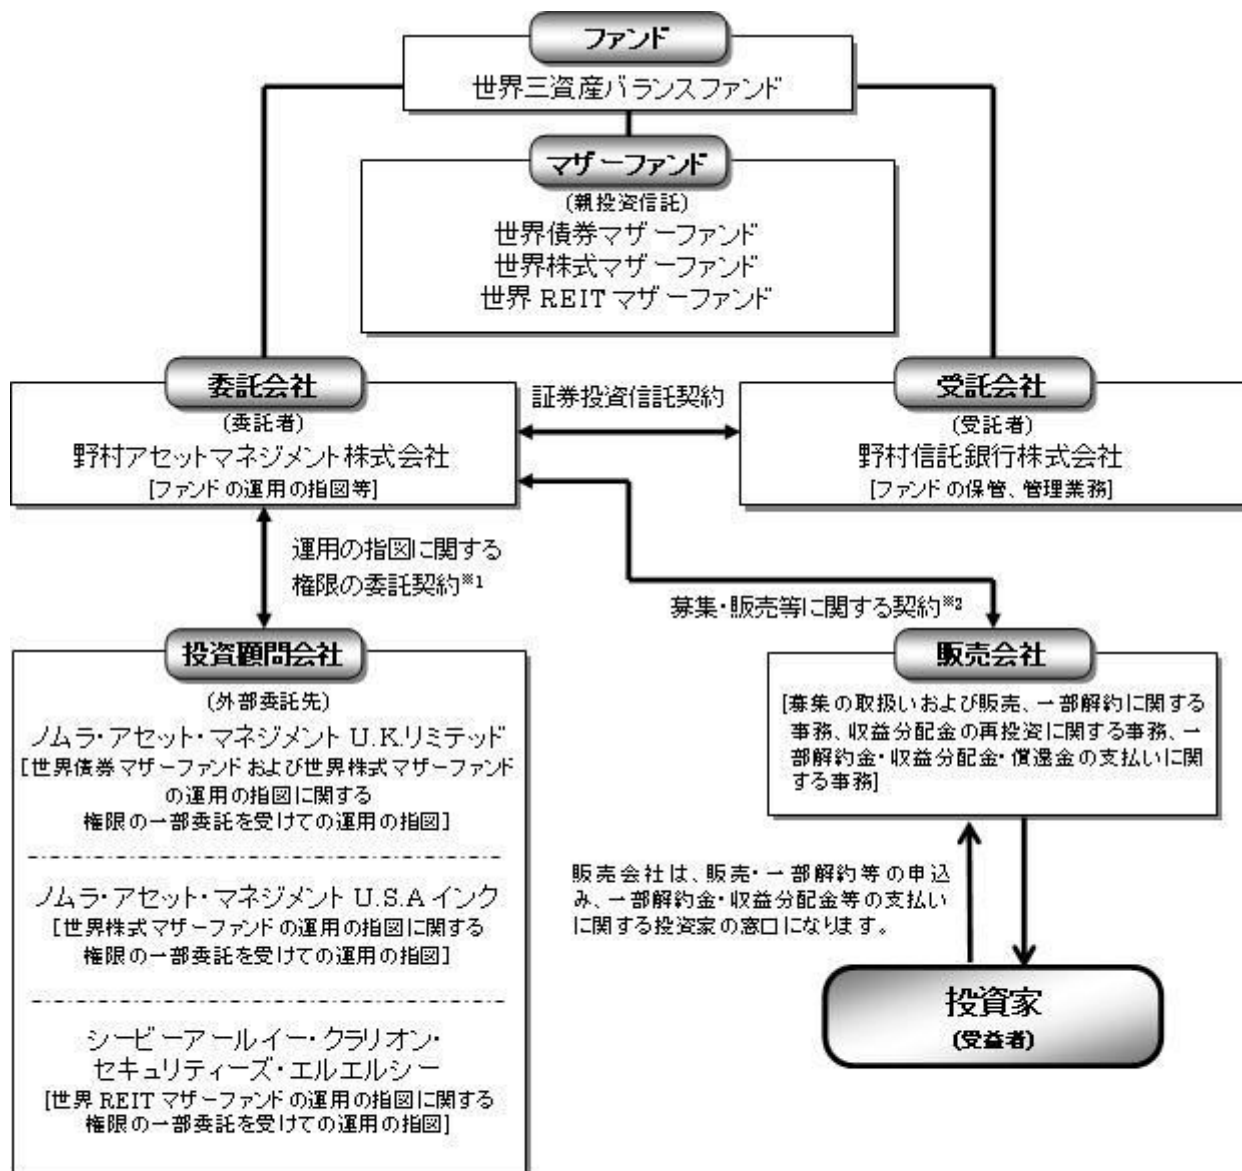 ファンド
世界三資産バランスファンド
マザーファンド
(親投資信託)
世界債券マザーファンド
世界株式マザーファンド
世界 REIT マザーファンド
委託会社
(委託者)
野村アセットマネジメント株式会社
[ファンドの運用の指図等]
証券投資信託契約
受託会社
(受託者)
野村信託銀行株式会社
[ファンドの保管、管理業務]
運用の指図に関する
権限の委託契約※1
募集・販売等に関する契約※2
投資顧問会社
(外部委託先)
ノムラ・アセット・マネジメント U.K.リミテッド
[世界債券マザーファンドおよび世界株式マザーファンド
の運用の指図に関する
権限の一部委託を受けての運用の指図]
ノムラ・アセット・マネジメント U.S.A インク
[世界株式マザーファンドの運用の指図に関する
権限の一部委託を受けての運用の指図]
シービーアールイー・クラリオン・
セキュリティーズ・エルエルシー
[世界 REIT マザーファンドの運用の指図に関する
権限の一部委託を受けての運用の指図]
販売会社
[募集の取扱いおよび販売、一部解約に関する
事務、収益分配金の再投資に関する事務、一
部解約金・収益分配金・償還金の支払いに関
する事務]
販売会社は、販売・一部解約等の申込
み、一部解約金・収益分配金等の支払い
に関する投資家の窓口になります。
投資家
(受益者)